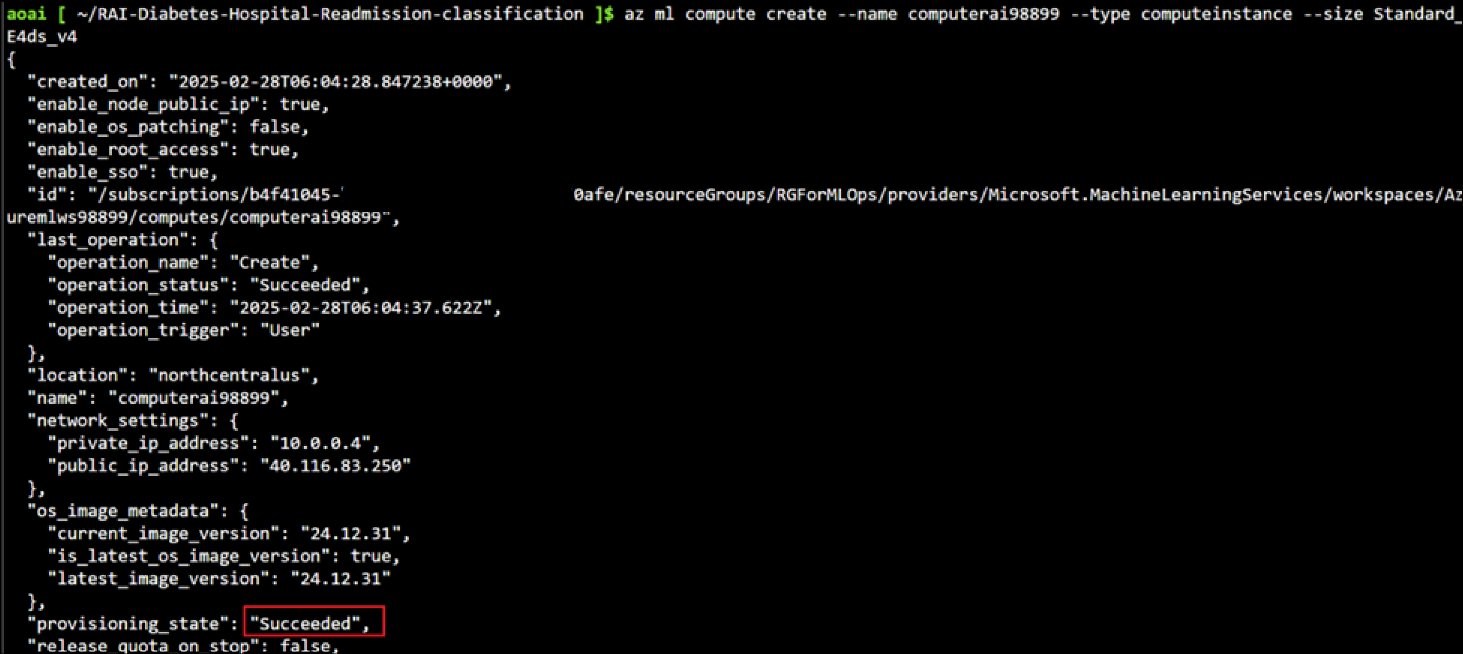 aoai [ ~/RAI-Diabetes-Hospital-Readmission-classification ]$ az ml compute create --name computerai98899 --type computeinstance --size Standard_
E4ds_v4
{
  "created_on": "2025-02-28T06:04:28.847238+0000",
  "enable_node_public_ip": true,
  "enable_os_patching": false,
  "enable_root_access": true,
  "enable_sso": true,
  "id": "/subscriptions/b4f41045-                      0afe/resourceGroups/RGForMLOps/providers/Microsoft.MachineLearningServices/workspaces/Az
uremlws98899/computes/computerai98899",
  "last_operation": {
    "operation_name": "Create",
    "operation_status": "Succeeded",
    "operation_time": "2025-02-28T06:04:37.622Z",
    "operation_trigger": "User"
  },
  "location": "northcentralus",
  "name": "computerai98899",
  "network_settings": {
    "private_ip_address": "10.0.0.4",
    "public_ip_address": "40.116.83.250"
  },
  "os_image_metadata": {
    "current_image_version": "24.12.31",
    "is_latest_os_image_version": true,
    "latest_image_version": "24.12.31"
  },
  "provisioning_state": "Succeeded",
  "release_quota_on_stop": false,